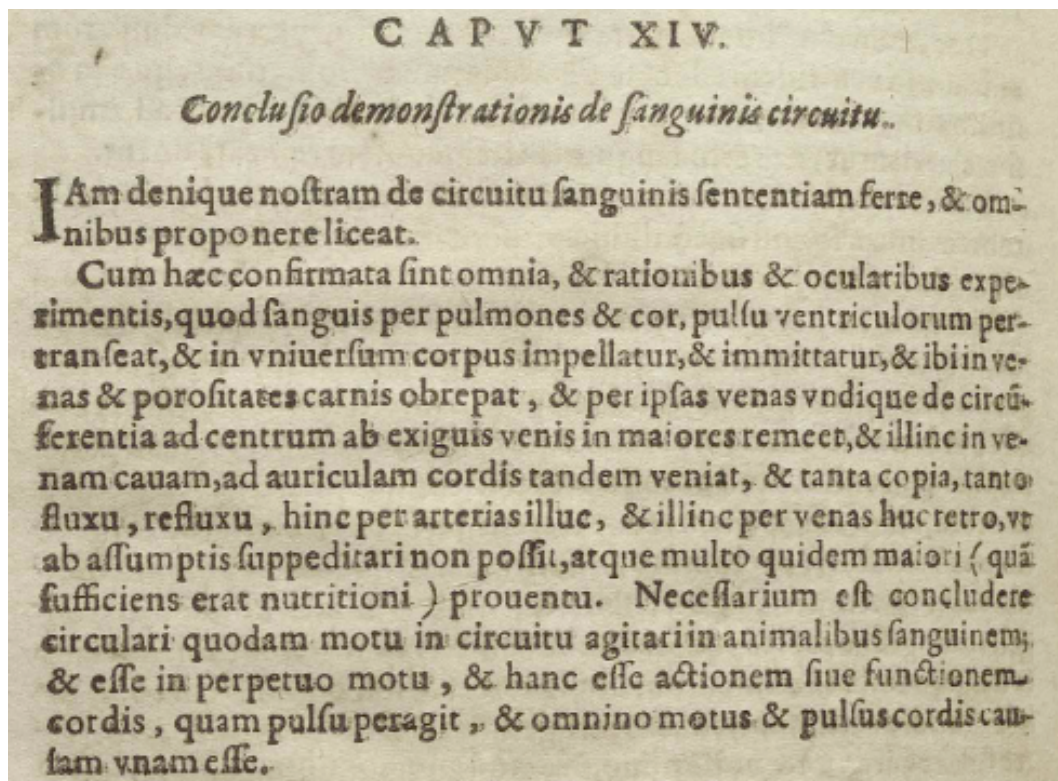 CAPVT XIV.
Conclusio demonſtrationis de ſanguinis circuitu.
IAm denique noſtram de circuitu ſanguinis ſententiam ferre, & om-
nibus proponere liceat.
Cum hæc confirmata ſint omnia, & rationibus & ocularibus expe-
rimentis, quod ſanguis per pulmones & cor, pulſu ventriculorum per-
tranſeat, & in vniuerſum corpus impellatur, & immittatur, & ibi in ve-
nas & poroſitates carnis obrepat, & per ipſas venas vndique de circū-
ferentia ad centrum ab exiguis venis in maiores remeet, & illinc in ve-
nam cauam, ad auriculam cordis tandem veniat, & tanta copia, tanto
fluxu, refluxu, hinc per arterias illuc, & illinc per venas huc retro, vt
ab aſſumptis ſuppeditari non poſſit, atque multo quidem maiori (quā
ſufficiens erat nutritioni) prouentu. Neceſſarium eſt concludere
circulari quodam motu in circuitu agitari in animalibus ſanguinem;
& eſſe in perpetuo motu, & hanc eſſe actionem ſiue functionem
cordis, quam pulſu peragit, & omnino motus & pulſus cordis cau-
ſam vnam eſſe.